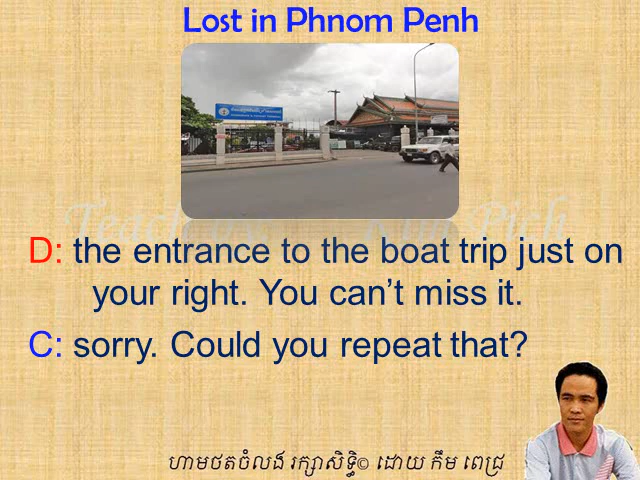 Lost in Phnom Penh
D: the entrance to the boat trip just on
your right. You can’t miss it.
C: sorry. Could you repeat that?
ហាមថតចំលង រក្សាសិទ្ធិ© ដោយ កឹម ពេជ្រ